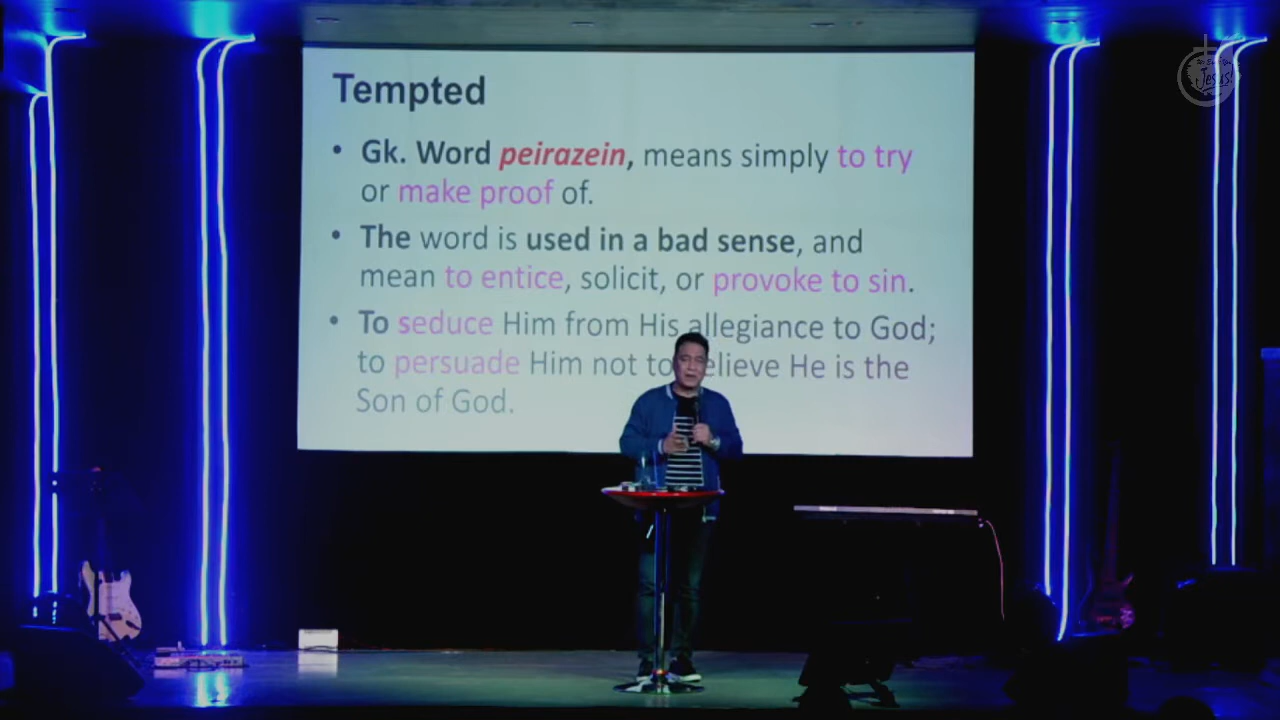 Tempted
• Gk. Word peirazein, means simply to try
or make proof of.
• The word is used in a bad sense, and
mean to entice, solicit, or provoke to sin.
• To seduce Him from His allegiance to God;
to persuade Him not to believe He is the
Son of God.
Jesus!